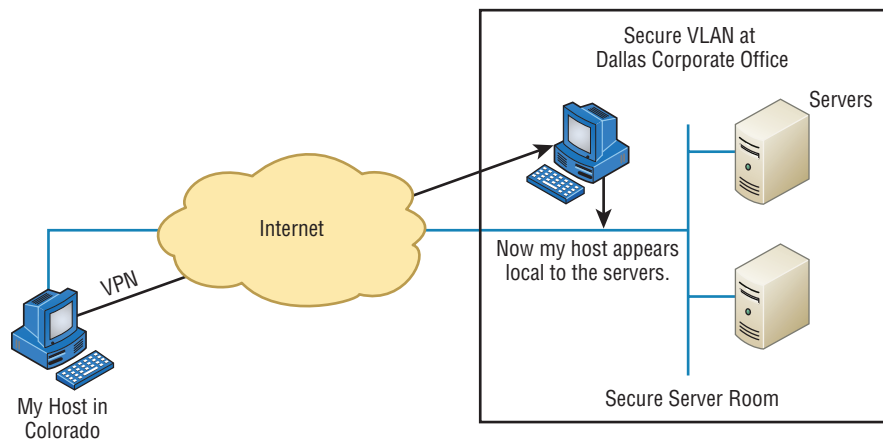 Secure VLAN at
Dallas Corporate Office
Servers
Internet
Now my host appears
local to the servers.
VPN
My Host in
Colorado
Secure Server Room